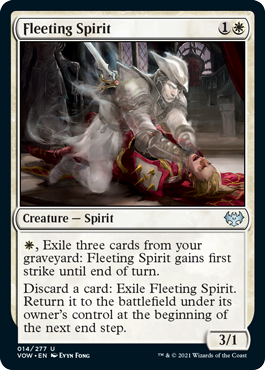 Fleeting Spirit 1
Creature — Spirit
, Exile three cards from your
graveyard: Fleeting Spirit gains first
strike until end of turn.
Discard a card: Exile Fleeting Spirit.
Return it to the battlefield under its
owner's control at the beginning of
the next end step.
3/1
014/277 U
VOW • EN Evyn Fong
™ & © 2021 Wizards of the Coast